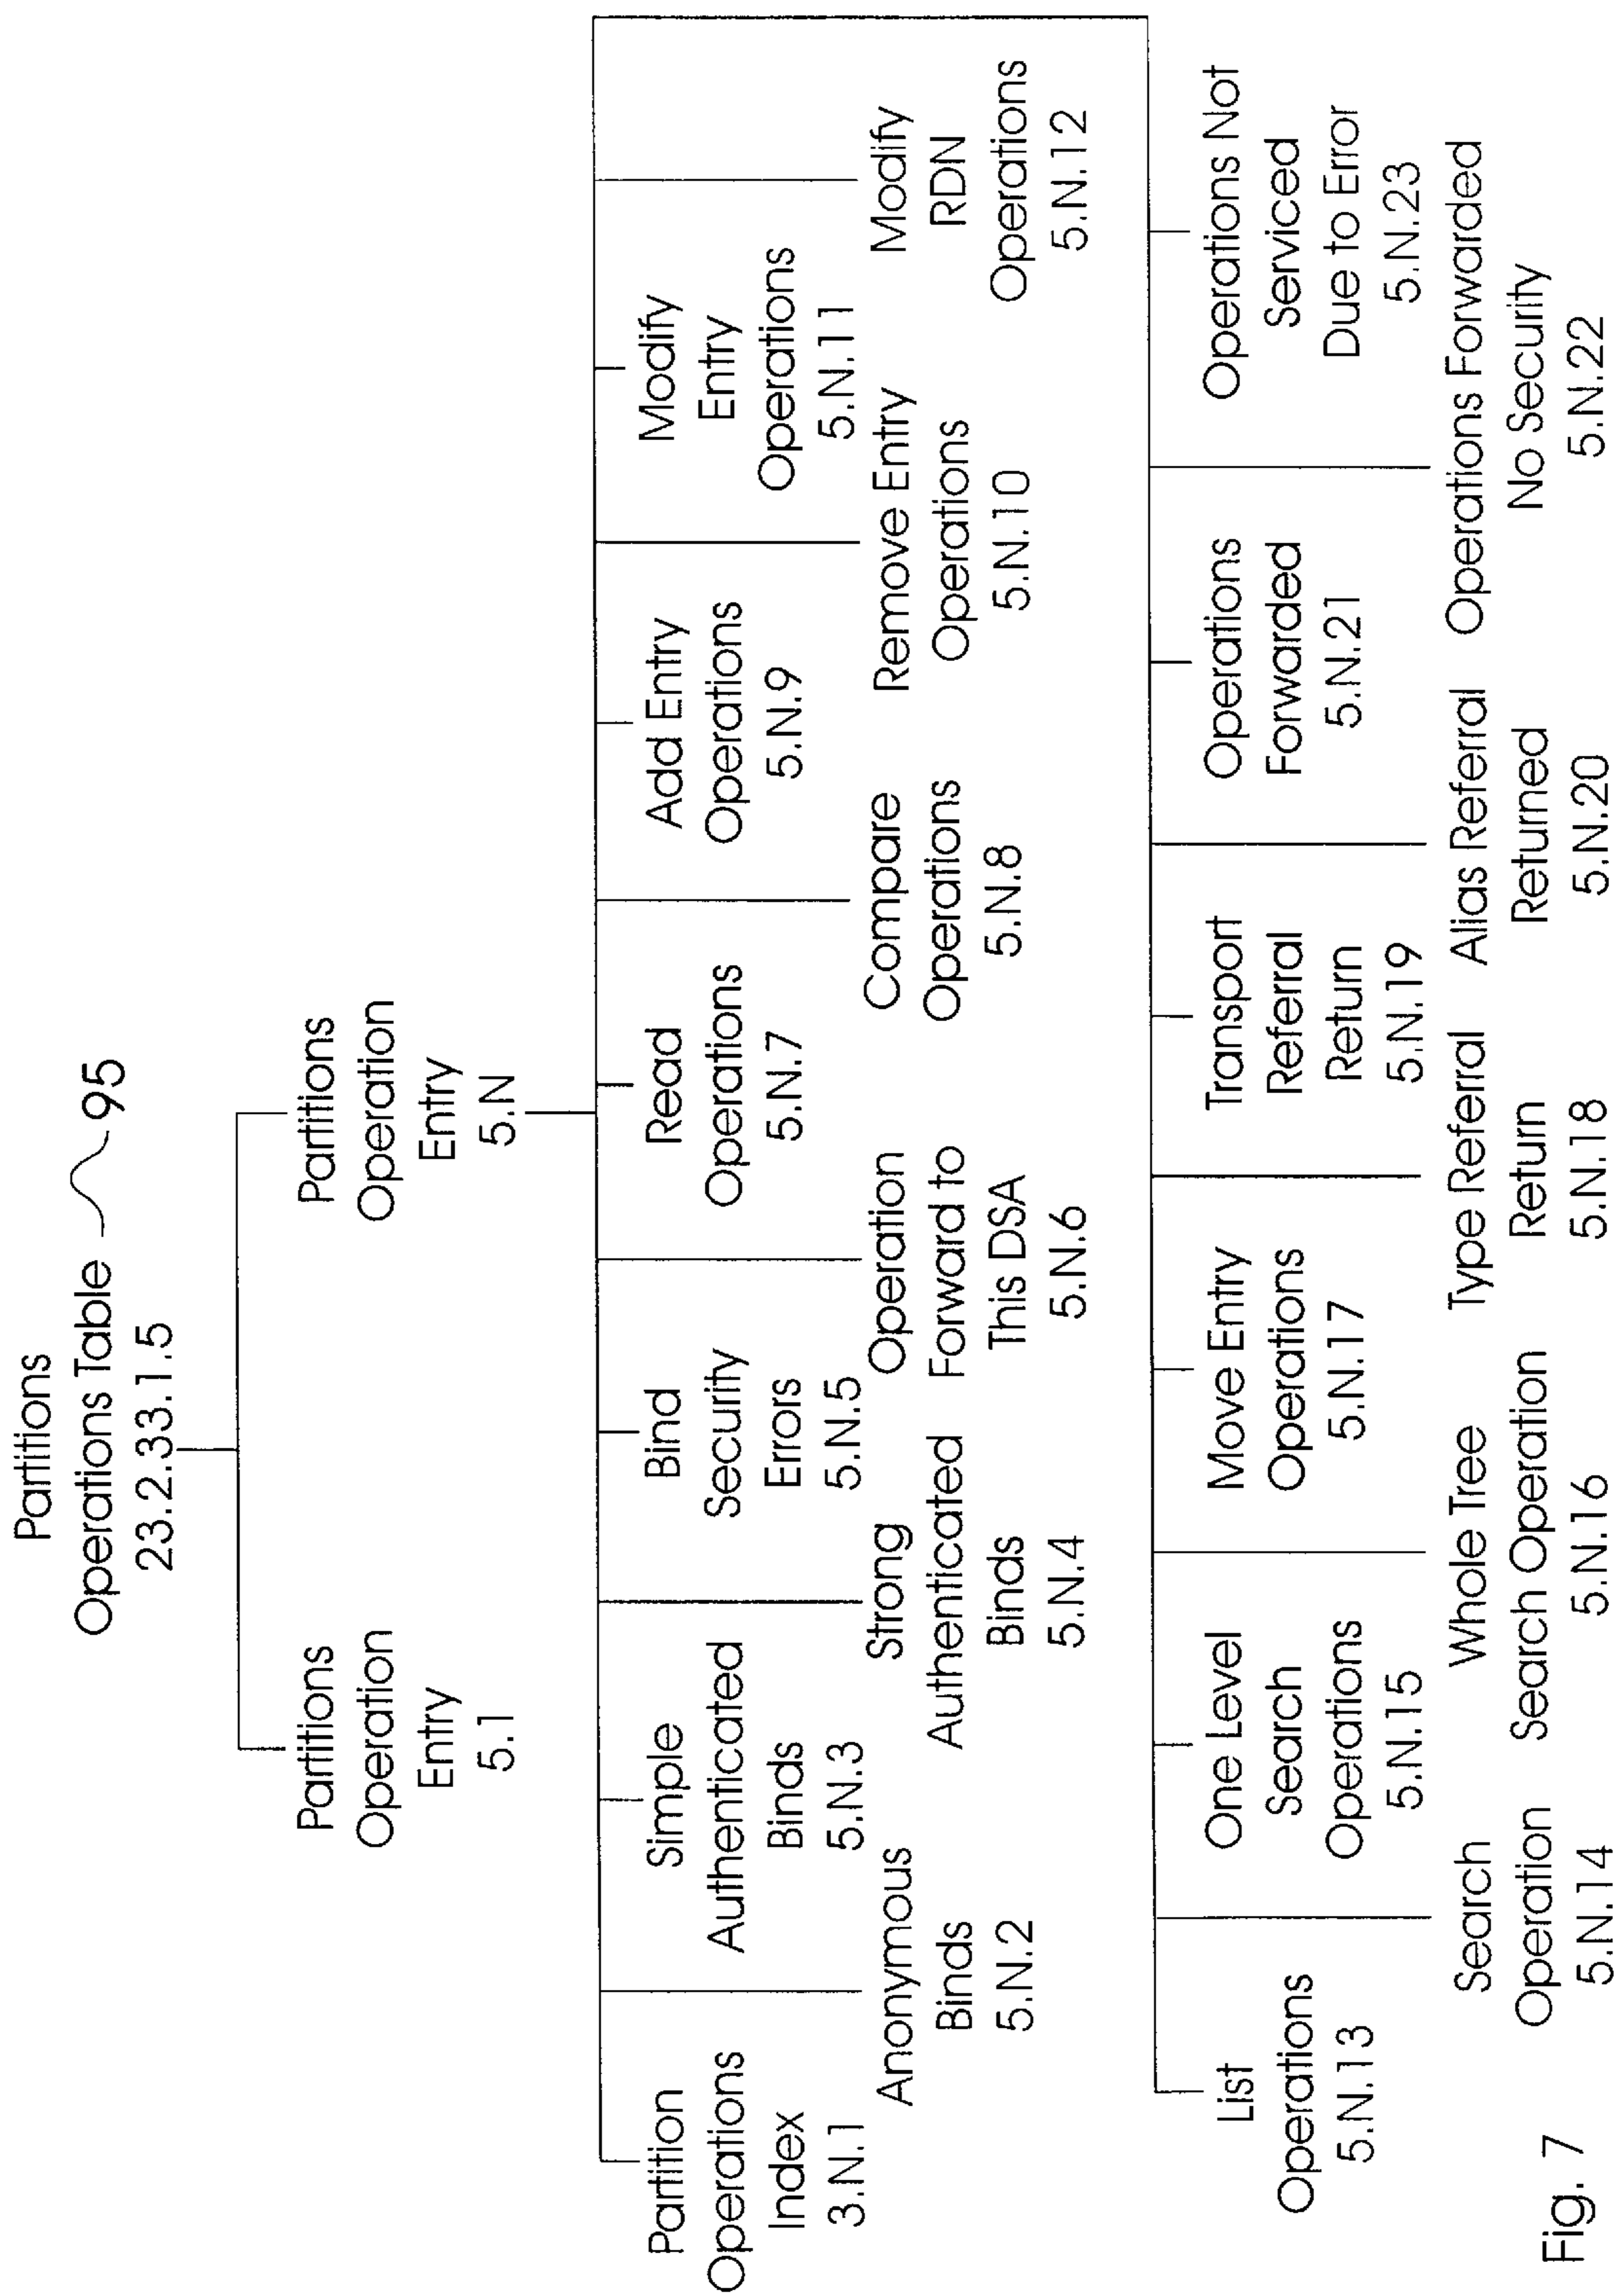 Partitions
Operations Table 95
23.2.33.1.5
Partitions
Operation
Entry
5.1
Partitions
Operation
Entry
5.N
Partition
Operations
Index
3.N.1
Anonymous
Binds
5.N.2
Simple
Authenticated
Binds
5.N.3
Strong
Authenticated
Binds
5.N.4
Bind
Security
Errors
5.N.5
Operation
Forward to
This DSA
5.N.6
Read
Operations
5.N.7
Compare
Operations
5.N.8
Add Entry
Operations
5.N.9
Remove Entry
Operations
5.N.10
Modify
Entry
Operations
5.N.11
Modify
RDN
Operations
5.N.12
List
Operations
5.N.13
Search
Operation
5.N.14
One Level
Search
Operations
5.N.15
Whole Tree
Search Operation
5.N.16
Move Entry
Operations
5.N.17
Type Referral
Return
5.N.18
Transport
Referral
Return
5.N.19
Alias Referral
Returned
5.N.20
Operations
Forwarded
5.N.21
Operations Forwarded
No Security
5.N.22
Operations Not
Serviced
Due to Error
5.N.23
Fig. 7